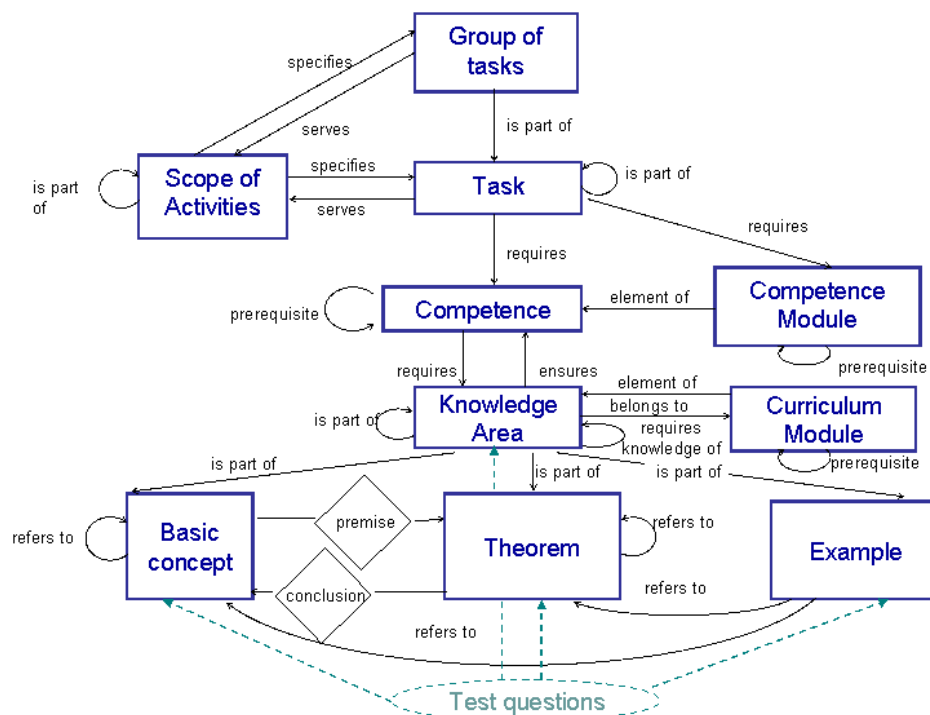 Group of
tasks
specifies
serves
is part of
is part
of
Scope of
Activities
specifies
serves
Task
is part of
requires
requires
prerequisite
Competence
element of
Competence
Module
prerequisite
requires
ensures
is part of
Knowledge
Area
element of
belongs to
requires
knowledge of
Curriculum
Module
prerequisite
is part of
is part of
is part of
refers to
Basic
concept
premise
conclusion
Theorem
refers to
Example
refers to
refers to
Test questions